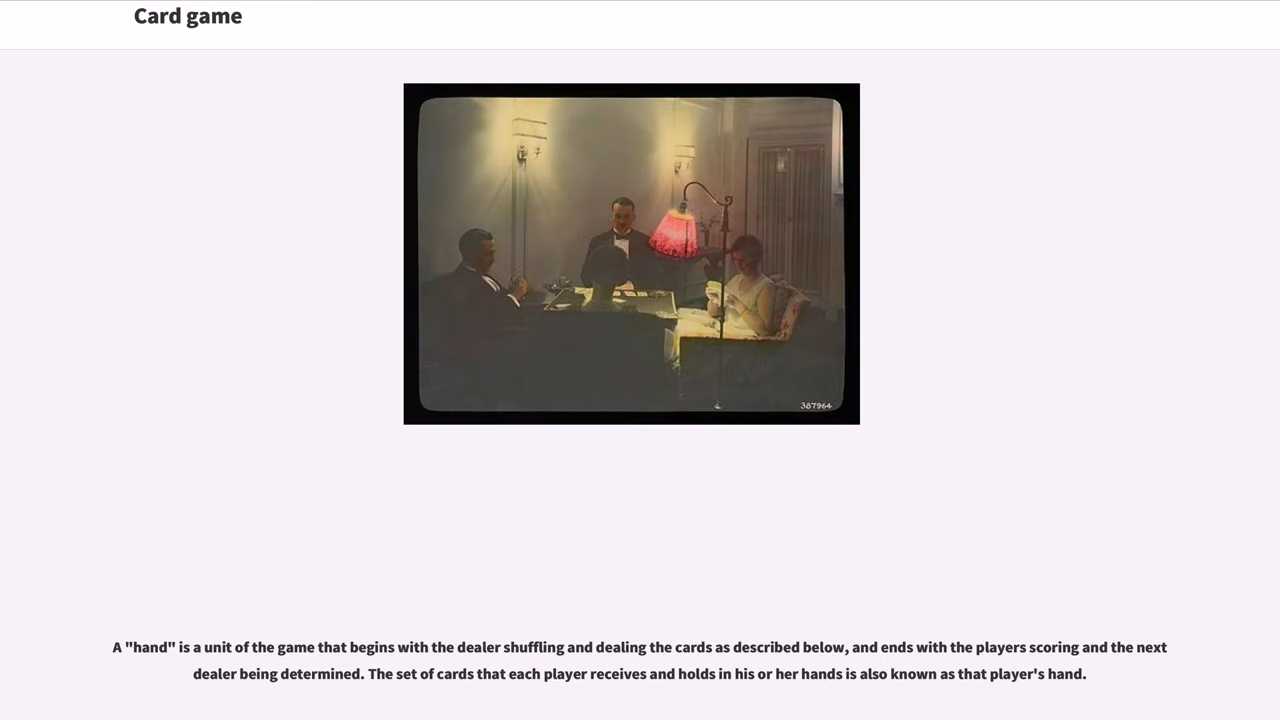 Card game
387964
A "hand" is a unit of the game that begins with the dealer shuffling and dealing the cards as described below, and ends with the players scoring and the next
dealer being determined. The set of cards that each player receives and holds in his or her hands is also known as that player's hand.